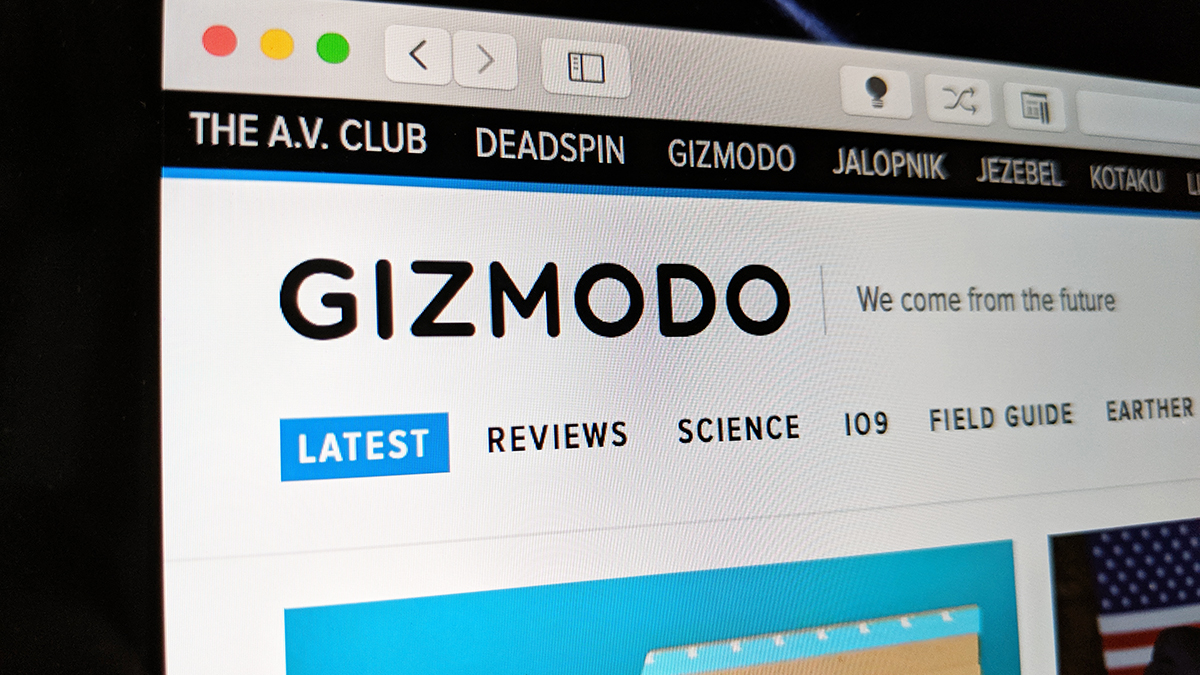 THE A.V. CLUB DEADSPIN GIZMODO JALOPNIK JEZEBEL KOTAKU
GIZMODO We come from the future
LATEST REVIEWS SCIENCE IO9 FIELD GUIDE EARTHER